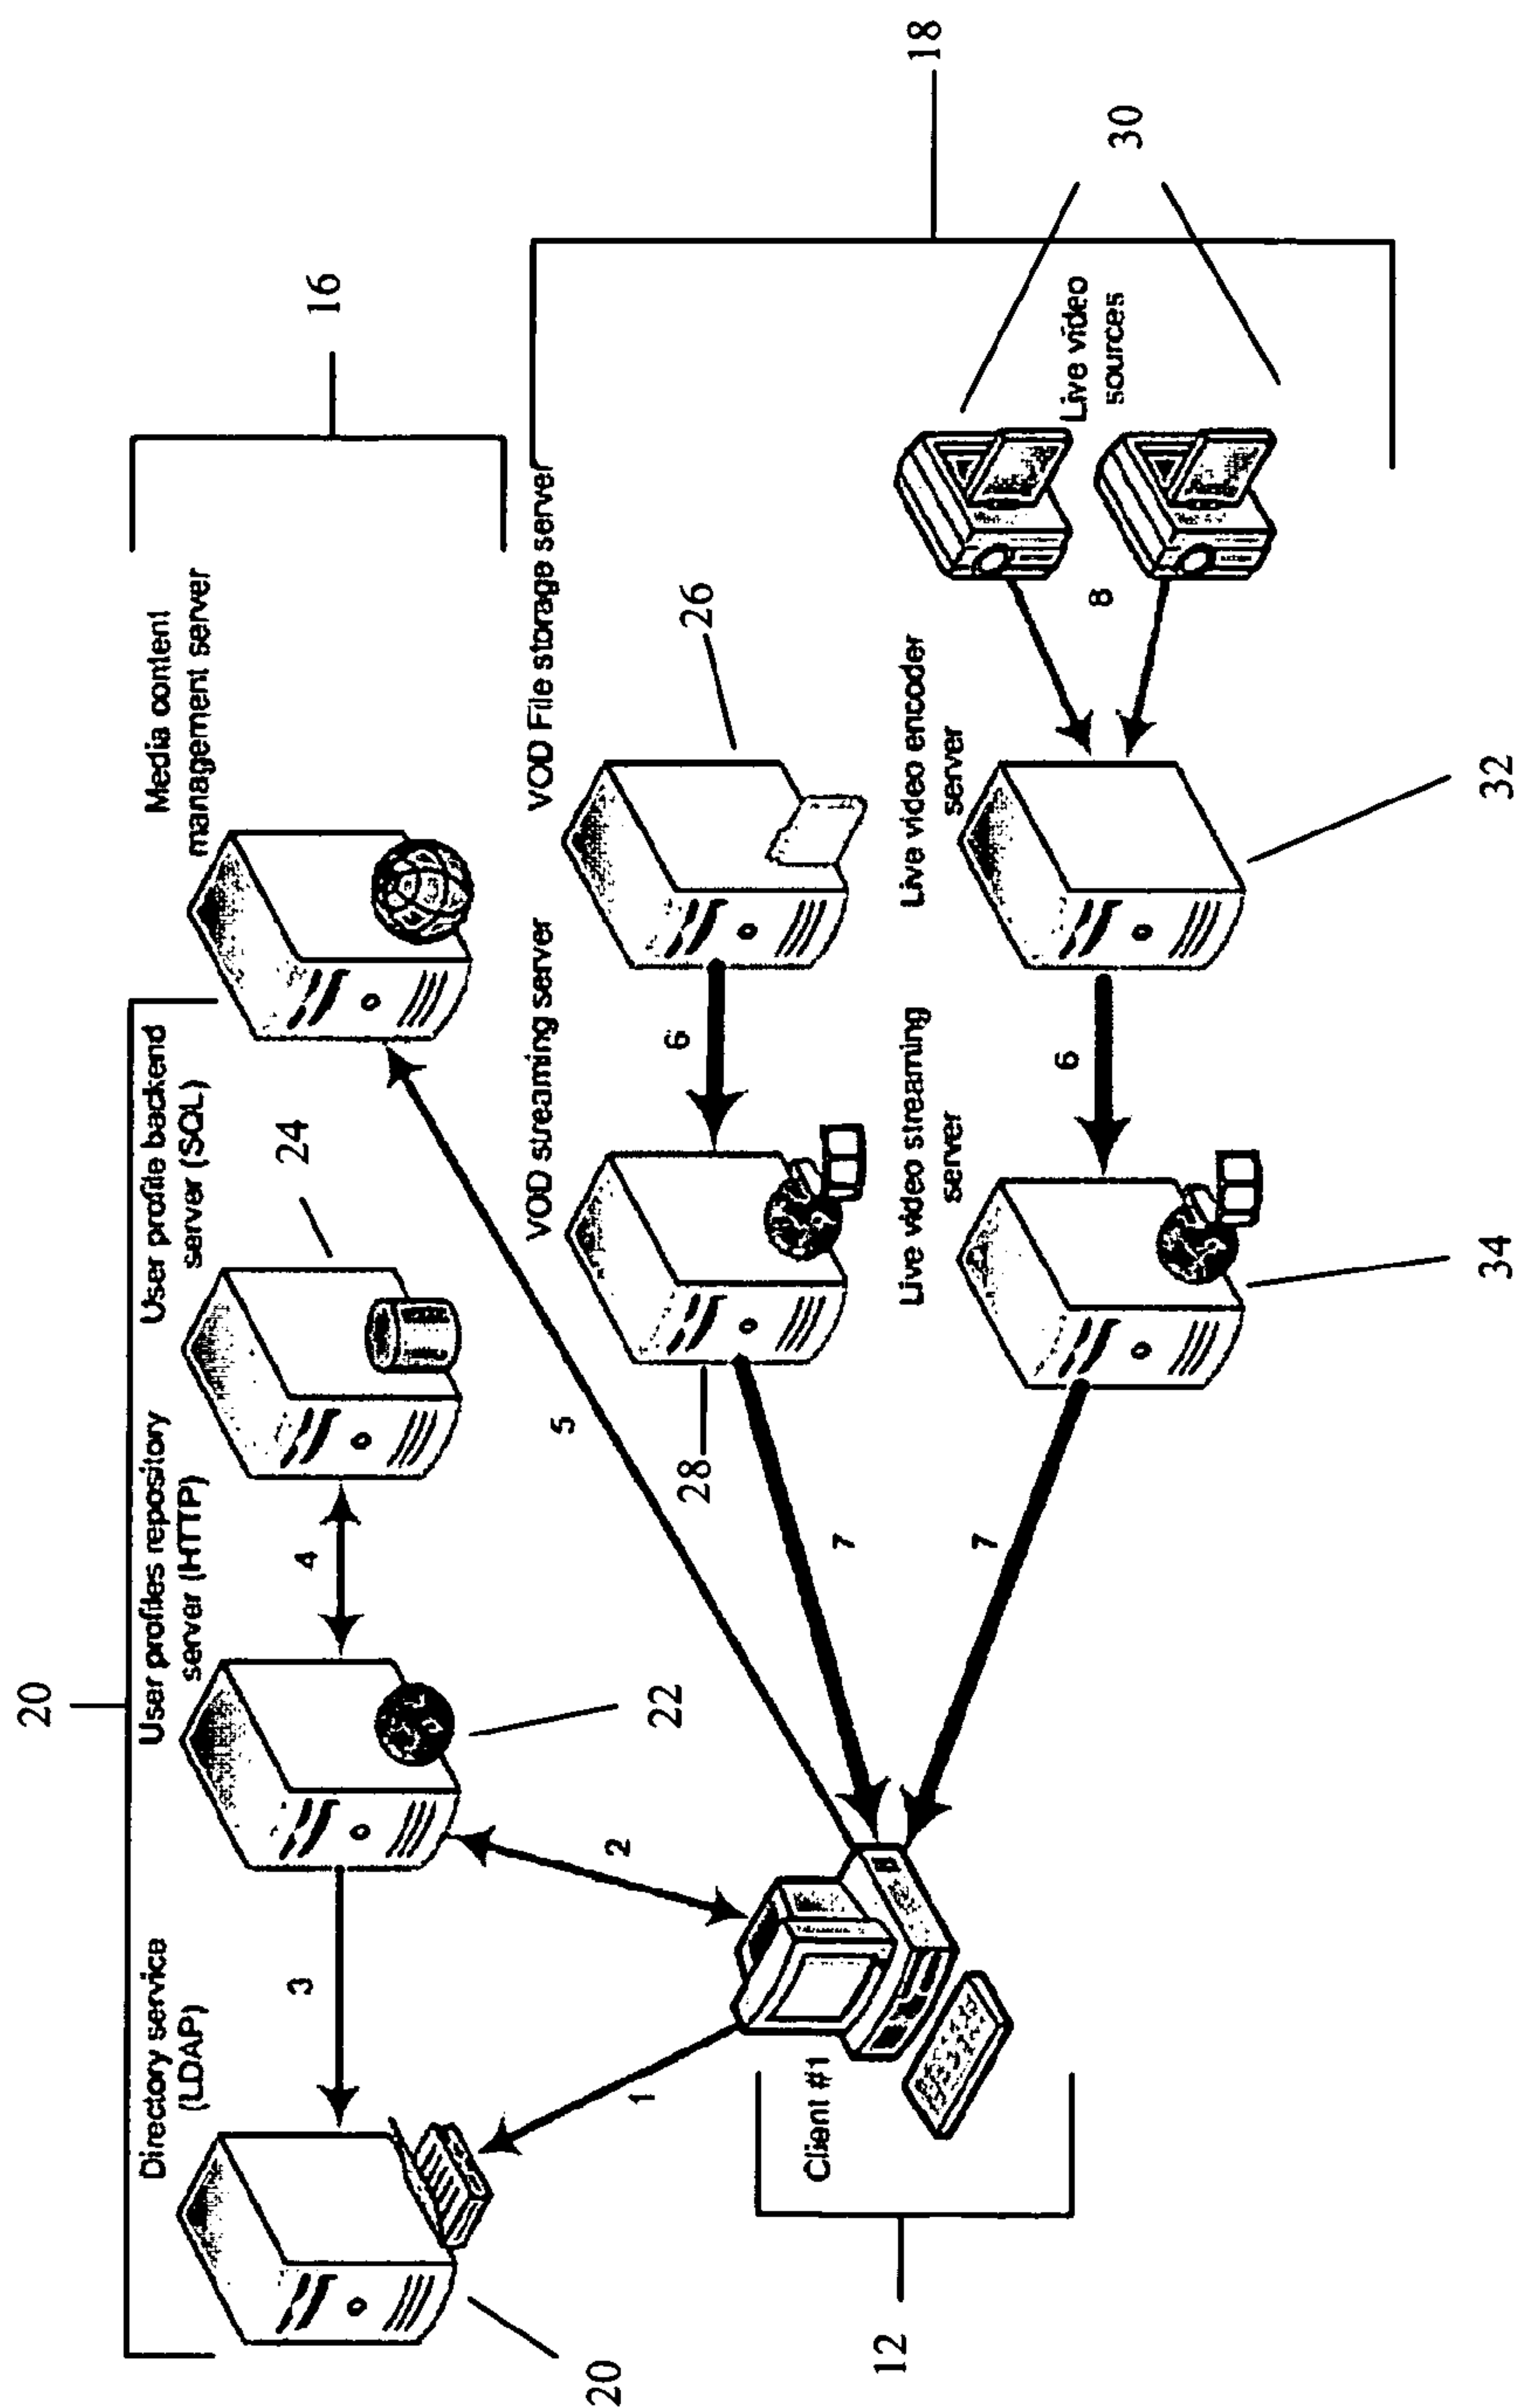 20
Directory service
(LDAP)
User profiles repository
server (HTTP)
User profile backend
server (SQL)
Media content
management server
16
24
3
4
22
20
1
2
5
VOD streaming server
VOD File storage server
18
6
26
28
7
Client #1
12
Live video streaming
server
Live video encoder
server
Live video
sources
30
8
6
7
34
32